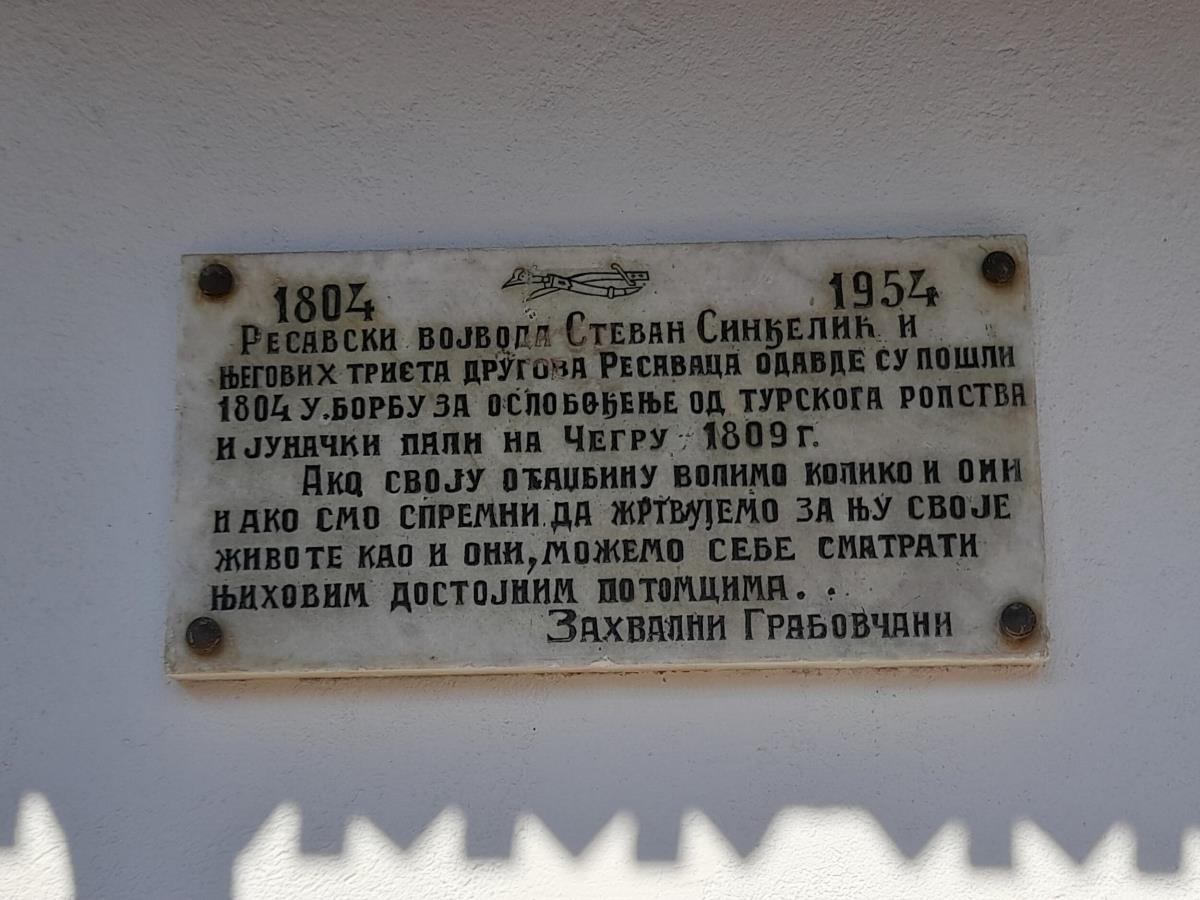 1804 1954
Ресавски војвода Стеван Синђелић и
његових триста другова Ресаваца одавде су пошли
1804 у борбу за ослобођење од турскога ропства
и јуначки пали на Чегру 1809 г.
Ако своју отаџбину волимо колико и они
и ако смо спремни да жртвујемо за њу своје
животе као и они, можемо себе сматрати
њиховим достојним потомцима.
Захвални Грабовчани